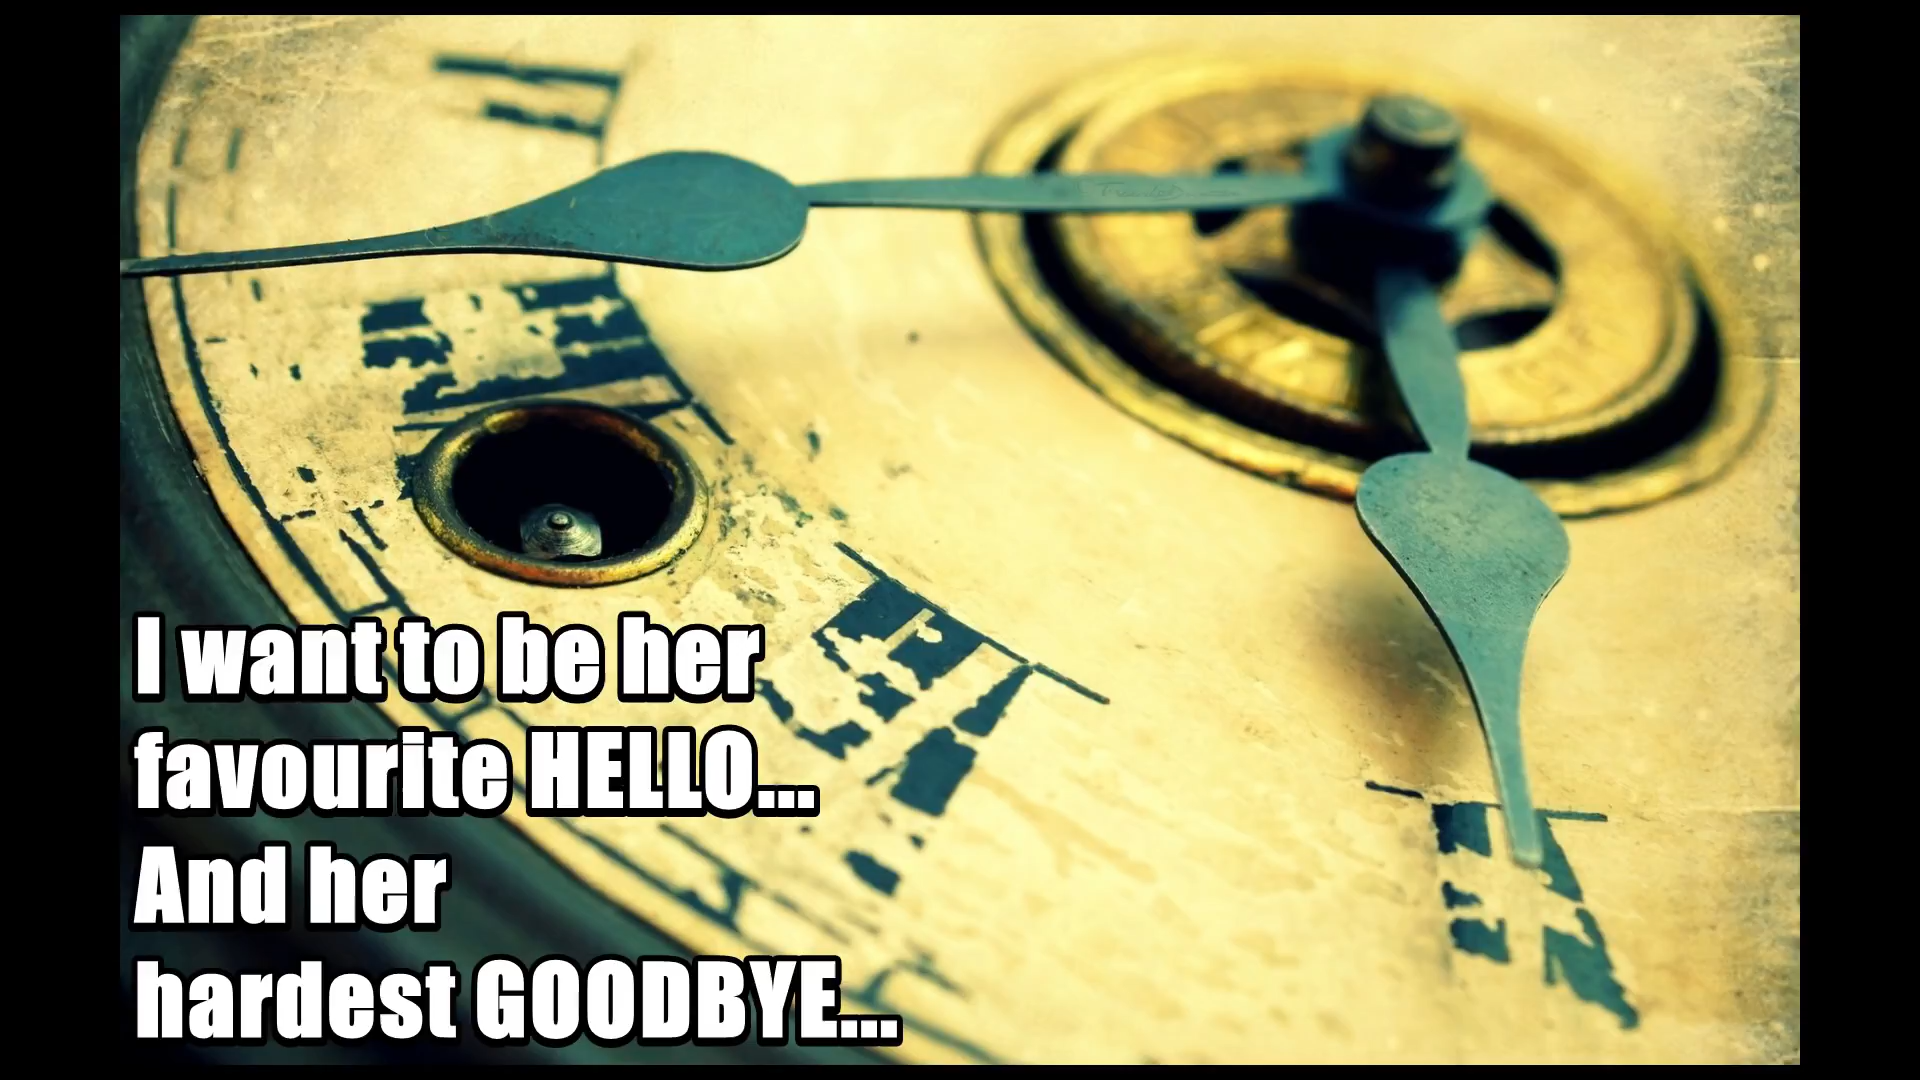 I want to be her
favourite HELLO...
And her
hardest GOODBYE...